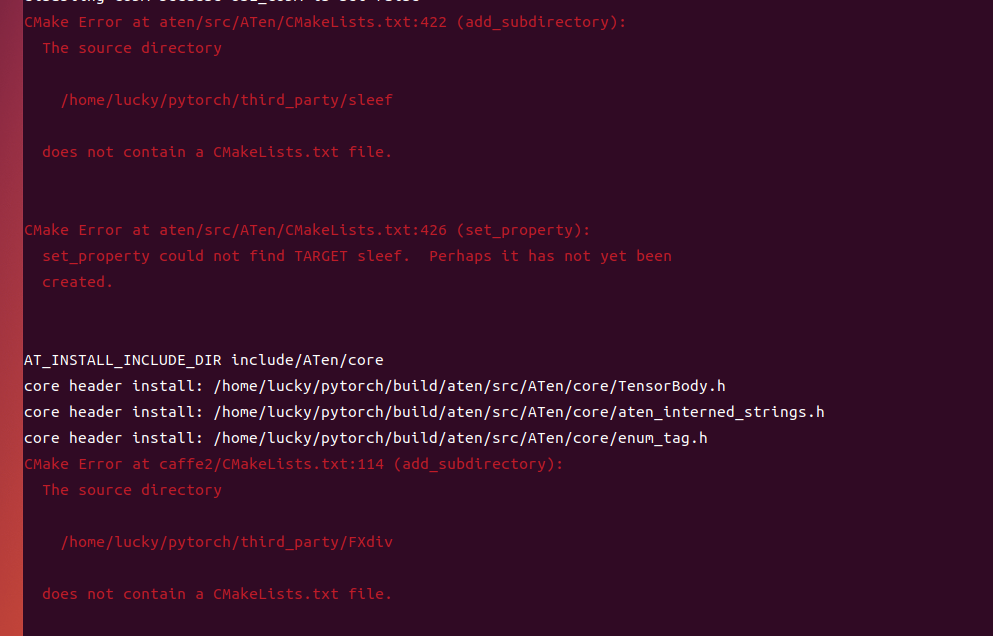 CMake Error at aten/src/ATen/CMakeLists.txt:422 (add_subdirectory):
The source directory
/home/lucky/pytorch/third_party/sleef
does not contain a CMakeLists.txt file.
CMake Error at aten/src/ATen/CMakeLists.txt:426 (set_property):
set_property could not find TARGET sleef.  Perhaps it has not yet been
created.
AT_INSTALL_INCLUDE_DIR include/ATen/core
core header install: /home/lucky/pytorch/build/aten/src/ATen/core/TensorBody.h
core header install: /home/lucky/pytorch/build/aten/src/ATen/core/aten_interned_strings.h
core header install: /home/lucky/pytorch/build/aten/src/ATen/core/enum_tag.h
CMake Error at caffe2/CMakeLists.txt:114 (add_subdirectory):
The source directory
/home/lucky/pytorch/third_party/FXdiv
does not contain a CMakeLists.txt file.